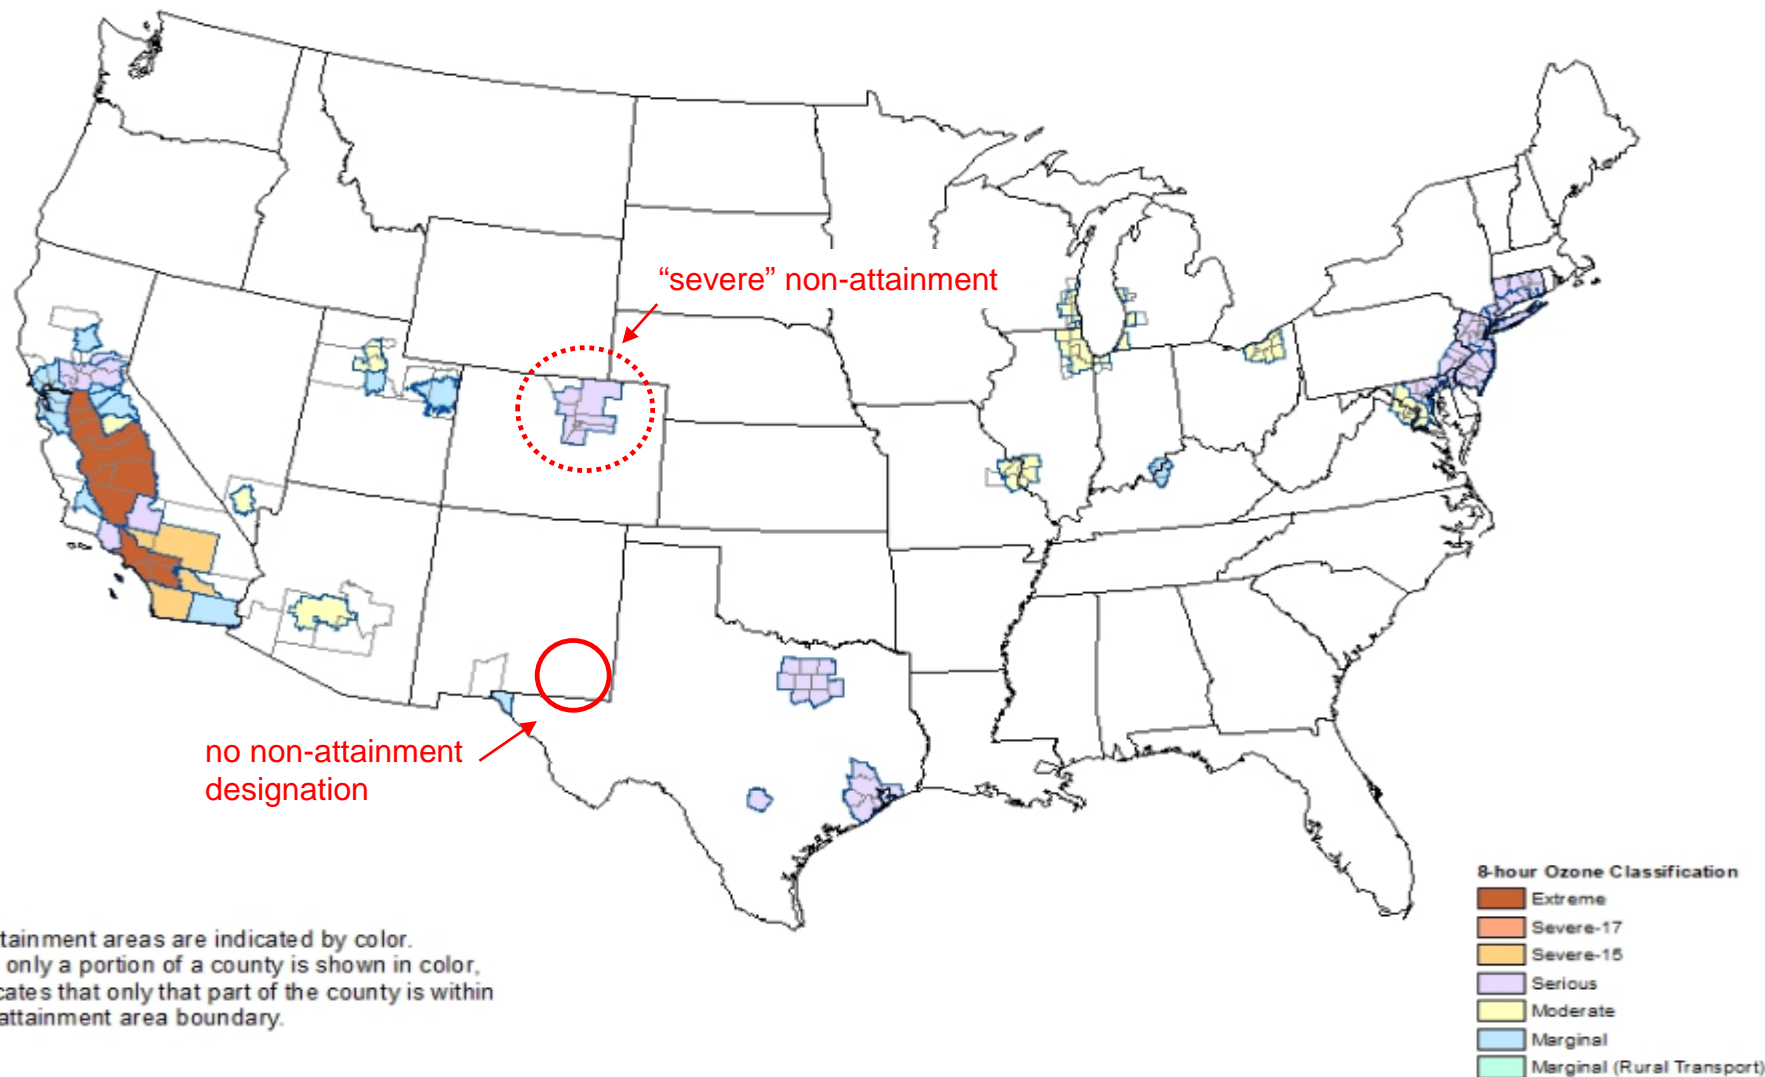 “severe” non-attainment
no non-attainment
designation
8-hour Ozone Classification
Extreme
Severe-17
Severe-15
Serious
Moderate
Marginal
Marginal (Rural Transport)
ttainment areas are indicated by color.
only a portion of a county is shown in color,
cates that only that part of the county is within
attainment area boundary.